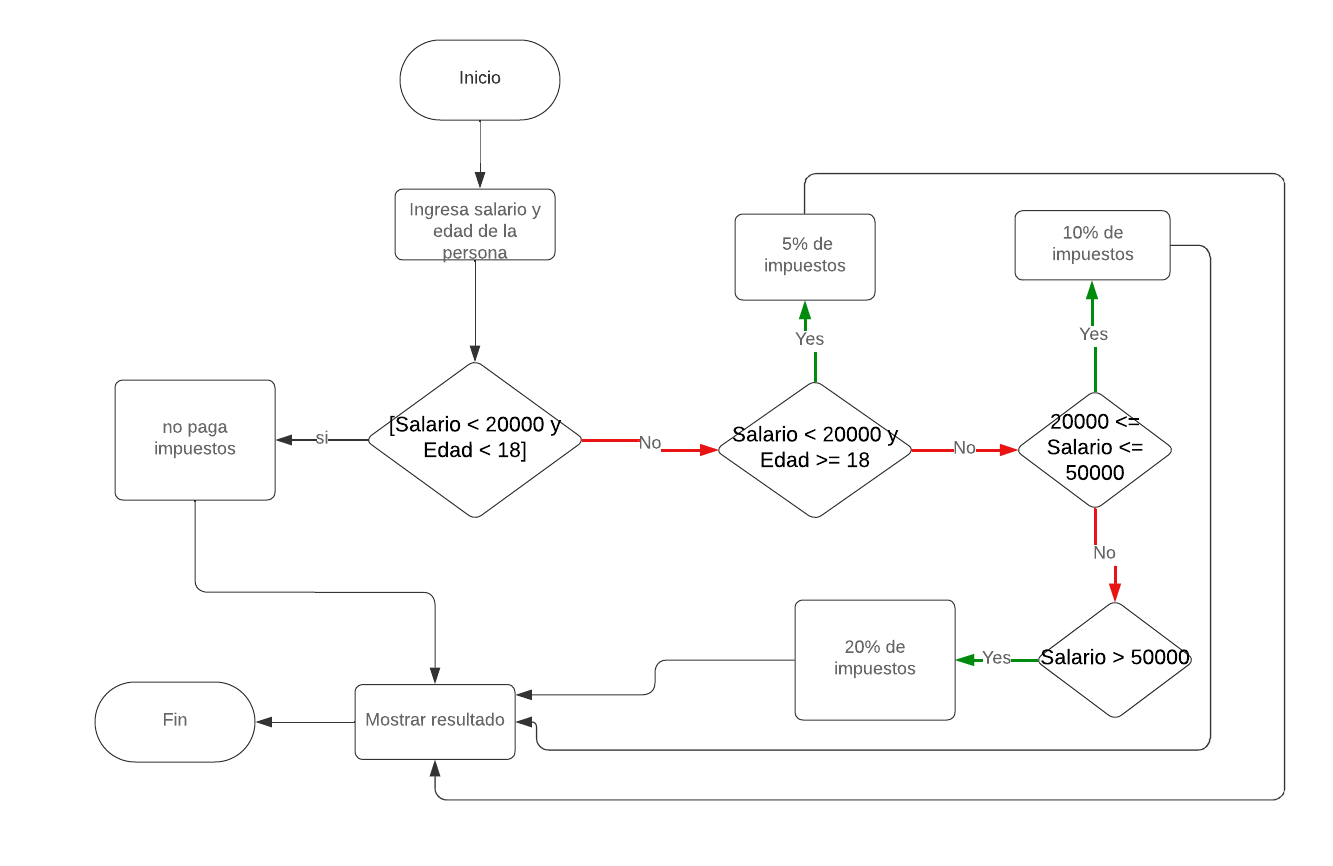 Inicio
Ingresa salario y
edad de la
persona
5% de
impuestos
10% de
impuestos
Yes
Yes
no paga
impuestos
si
[Salario < 20000 y
Edad < 18]
No
Salario < 20000 y
Edad >= 18
No
20000 <=
Salario <=
50000
No
20% de
impuestos
Yes
Salario > 50000
Fin
Mostrar resultado